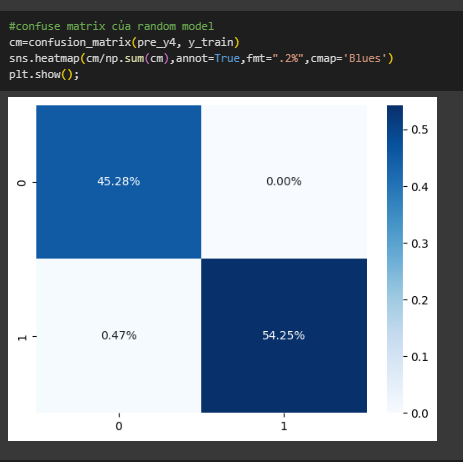 #confuse matrix của random model
cm=confusion_matrix(pre_y4, y_train)
sns.heatmap(cm/np.sum(cm),annot=True,fmt=".2%",cmap='Blues')
plt.show();
0.5
45.28% 0.00%
0
0.4
0.3
0.2
0.47% 54.25%
1
0.1
0.0
0 1